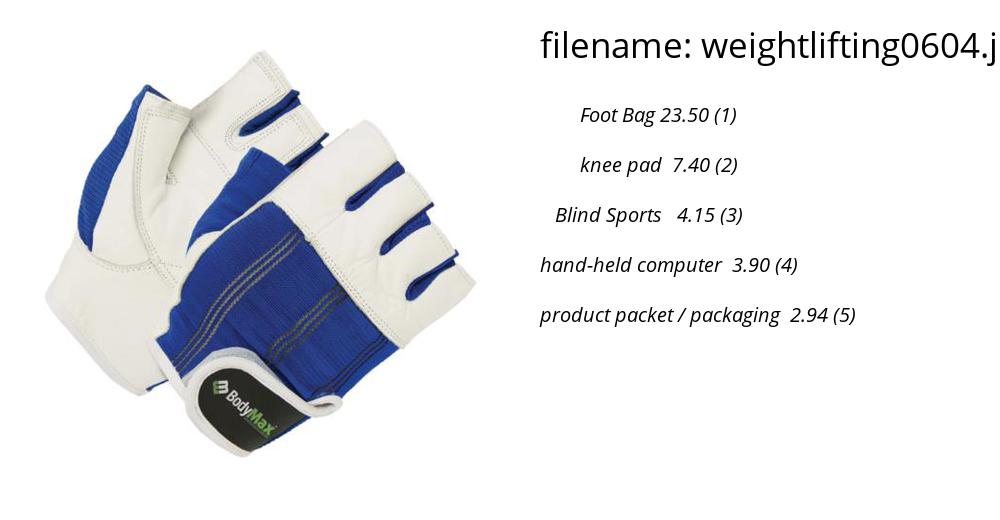 filename: weightlifting0604.j
Foot Bag 23.50 (1)
knee pad 7.40 (2)
Blind Sports 4.15 (3)
hand-held computer 3.90 (4)
product packet / packaging 2.94 (5)
BodyMax